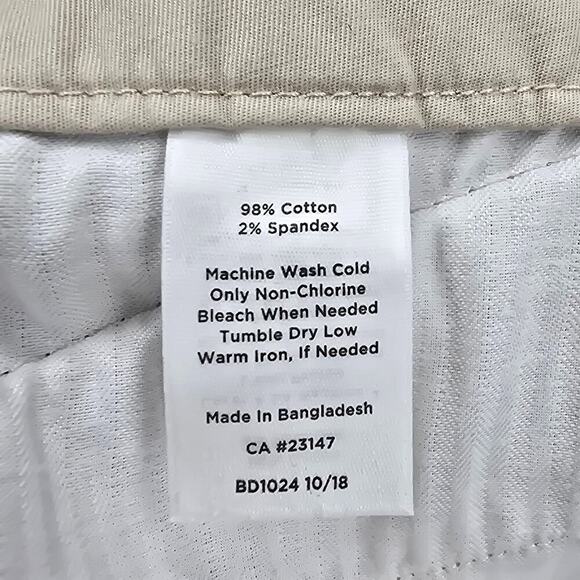 98% Cotton
2% Spandex
Machine Wash Cold
Only Non-Chlorine
Bleach When Needed
Tumble Dry Low
Warm Iron, If Needed
Made In Bangladesh
CA #23147
BD1024 10/18